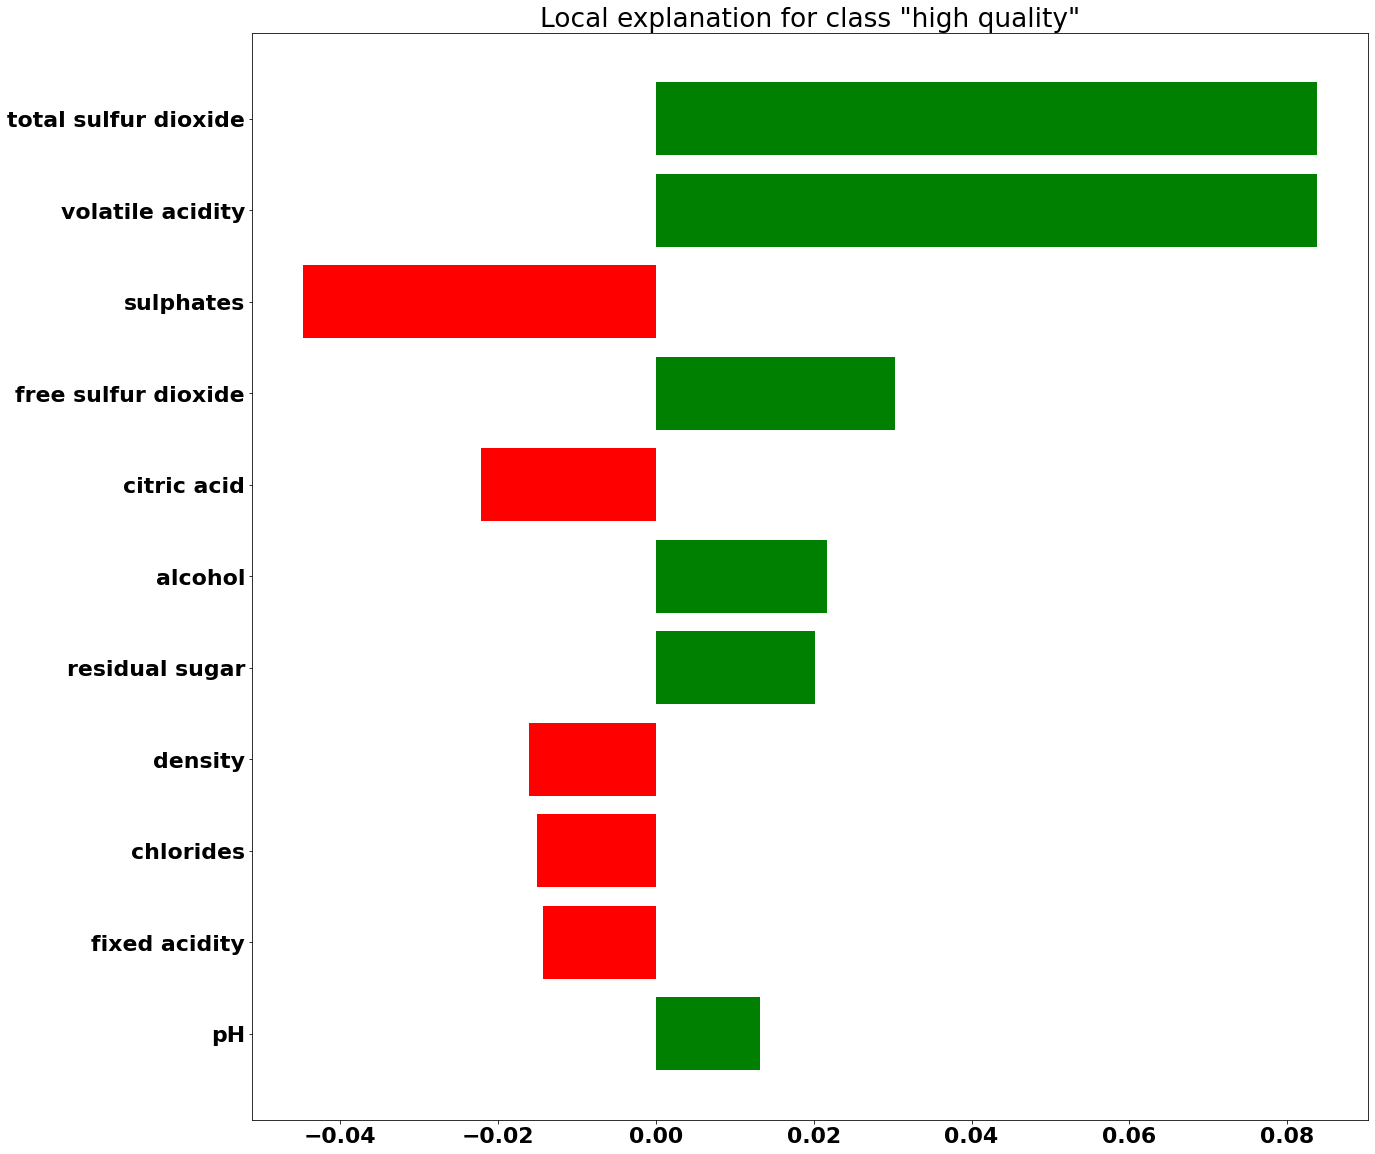 Local explanation for class "high quality"
total sulfur dioxide
volatile acidity
sulphates
free sulfur dioxide
citric acid
alcohol
residual sugar
density
chlorides
fixed acidity
pH
−0.04 −0.02 0.00 0.02 0.04 0.06 0.08